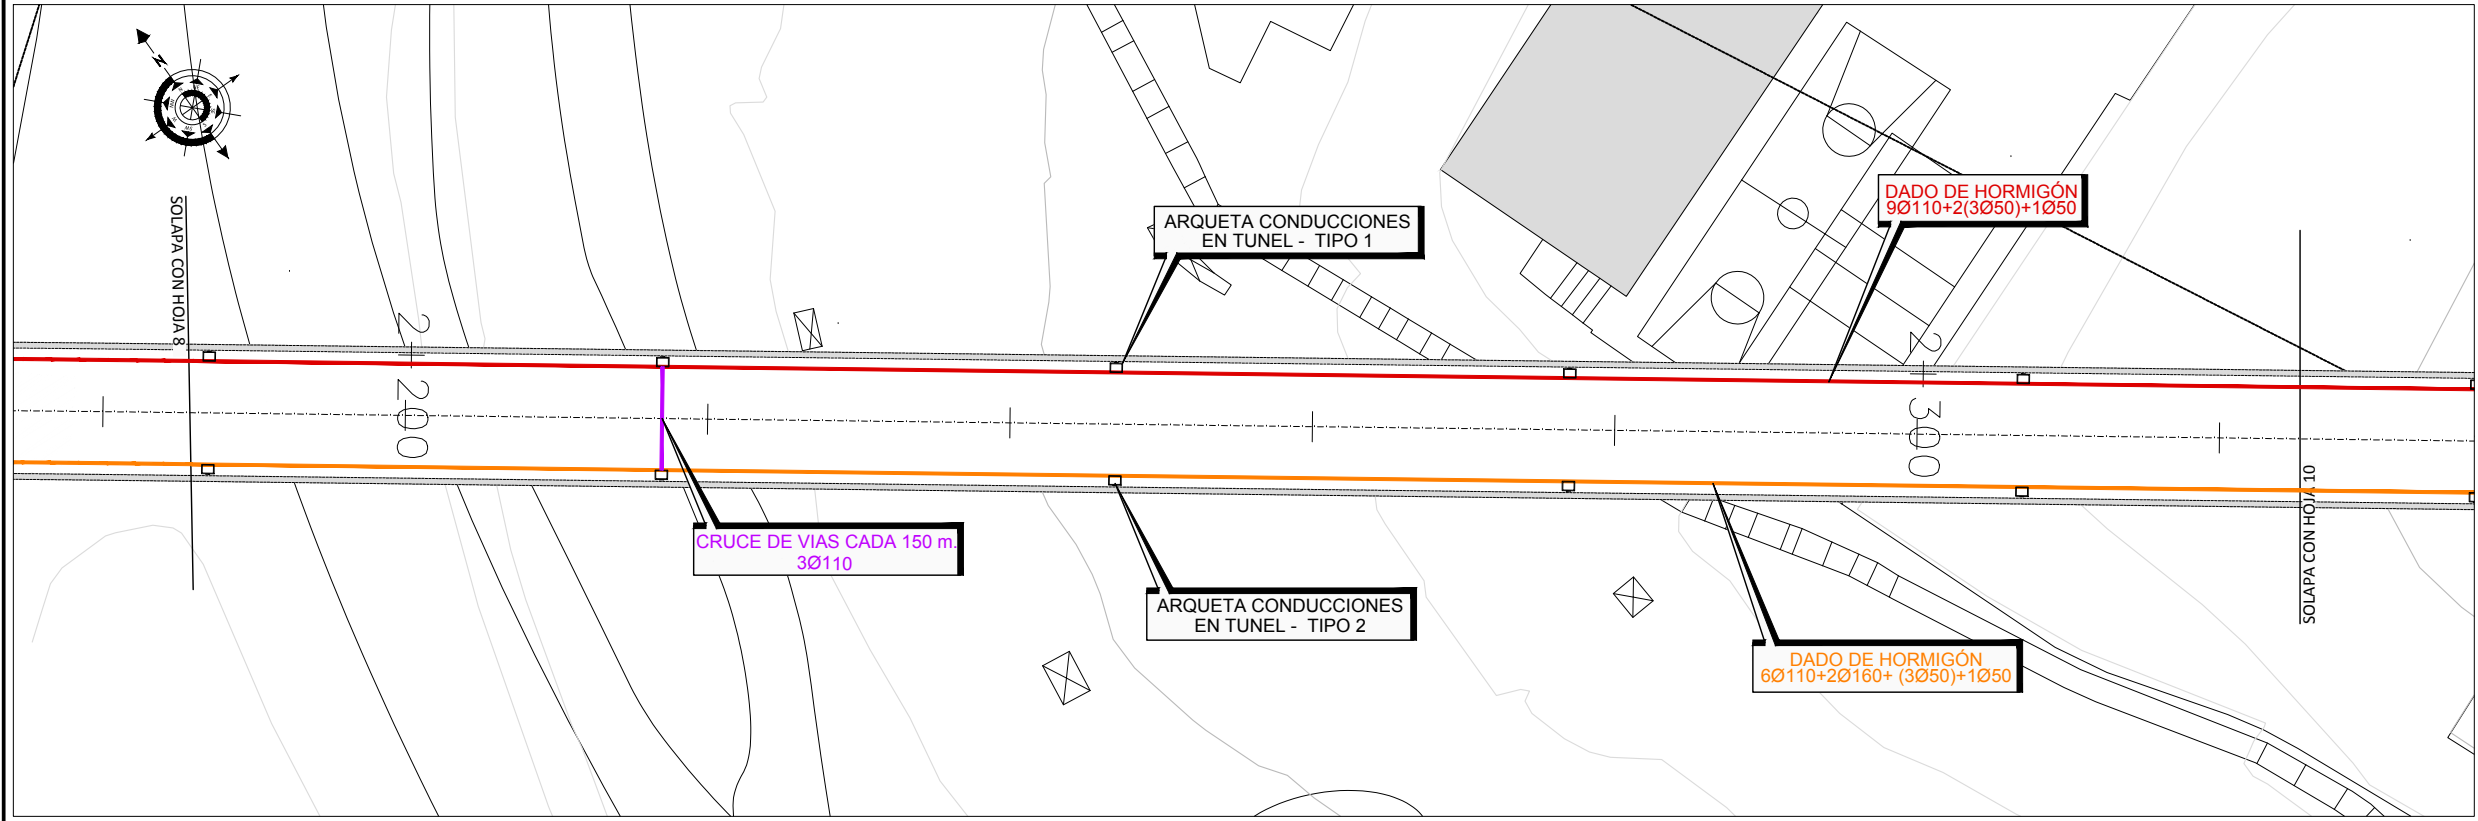 N
SOLAPA CON HOJA 8
2
200
ARQUETA CONDUCCIONES
EN TUNEL - TIPO 1
DADO DE HORMIGÓN
9Ø110+2(3Ø50)+1Ø50
2
300
SOLAPA CON HOJA 10
CRUCE DE VIAS CADA 150 m.
3Ø110
ARQUETA CONDUCCIONES
EN TUNEL - TIPO 2
DADO DE HORMIGÓN
6Ø110+2Ø160+ (3Ø50)+1Ø50